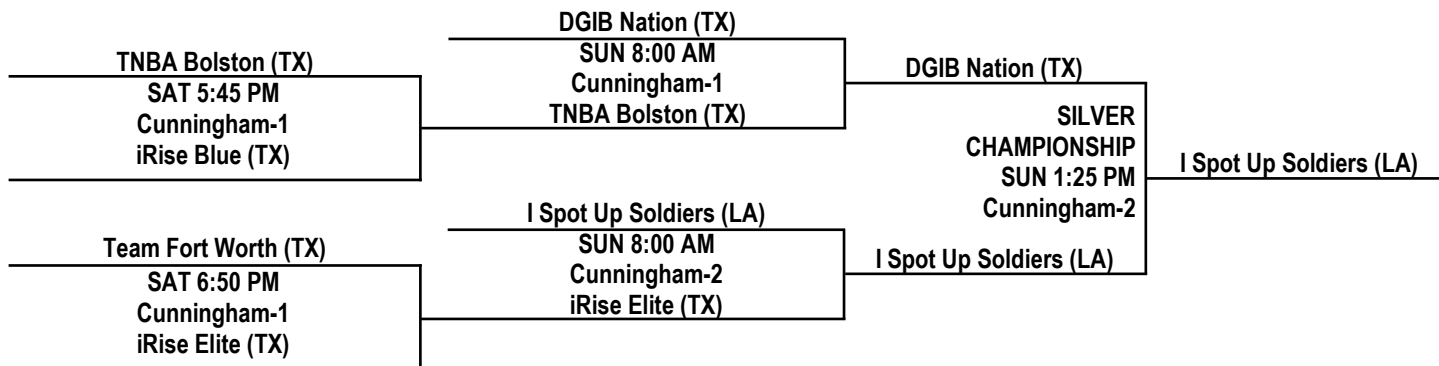 DGIB Nation (TX)
TNBA Bolston (TX)
SUN 8:00 AM
Cunningham-1
TNBA Bolston (TX)
SAT 5:45 PM
Cunningham-1
iRise Blue (TX)
DGIB Nation (TX)
SILVER
CHAMPIONSHIP
SUN 1:25 PM
Cunningham-2
I Spot Up Soldiers (LA)
I Spot Up Soldiers (LA)
SUN 8:00 AM
Cunningham-2
iRise Elite (TX)
Team Fort Worth (TX)
SAT 6:50 PM
Cunningham-1
iRise Elite (TX)
I Spot Up Soldiers (LA)